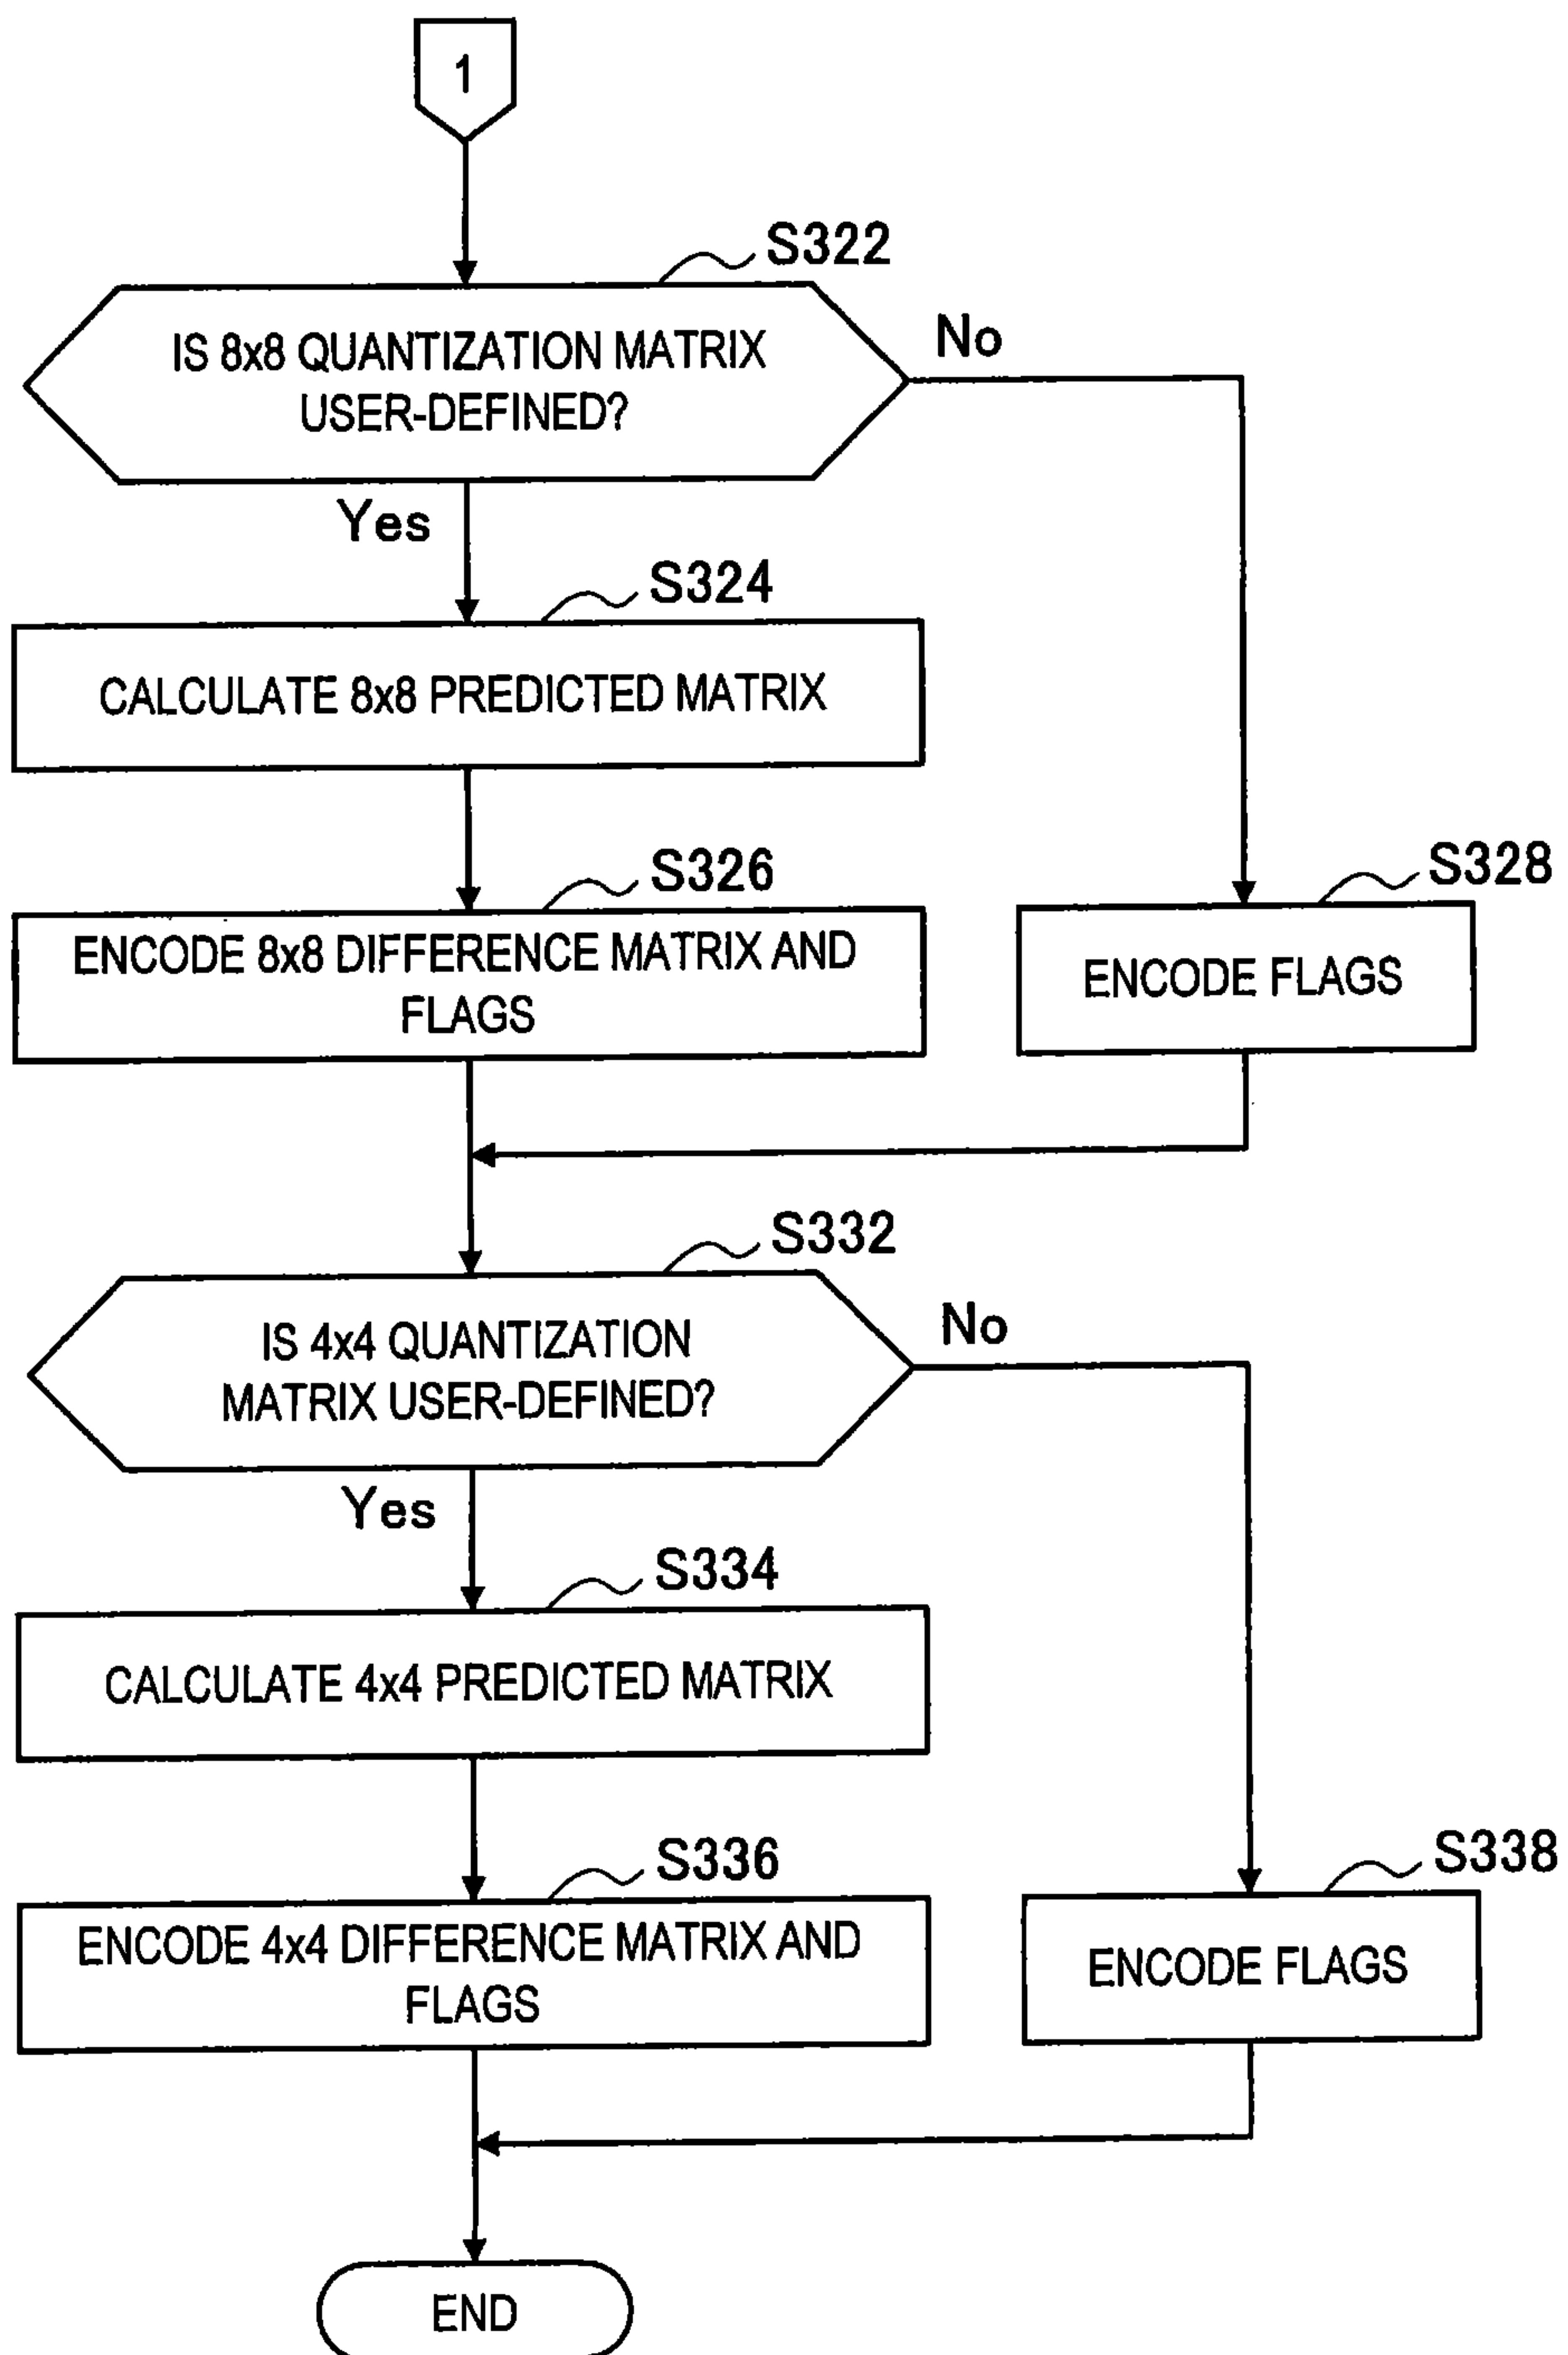 1
S322
IS 8x8 QUANTIZATION MATRIX
USER-DEFINED?
No
Yes
S324
CALCULATE 8x8 PREDICTED MATRIX
S326
ENCODE 8x8 DIFFERENCE MATRIX AND
FLAGS
S328
ENCODE FLAGS
S332
IS 4x4 QUANTIZATION
MATRIX USER-DEFINED?
No
Yes
S334
CALCULATE 4x4 PREDICTED MATRIX
S336
ENCODE 4x4 DIFFERENCE MATRIX AND
FLAGS
S338
ENCODE FLAGS
END